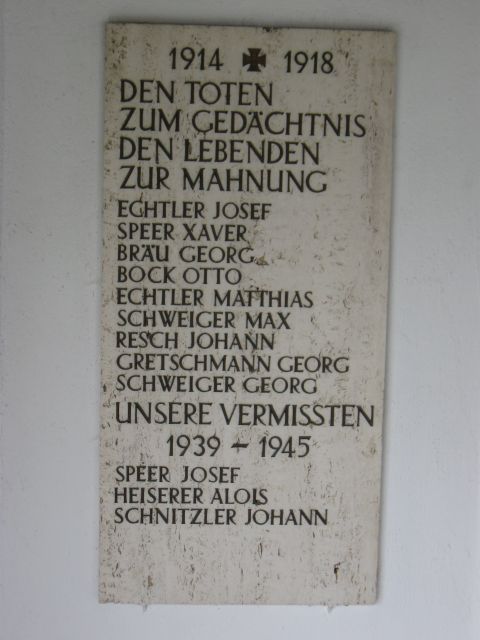 1914 ✠ 1918
DEN TOTEN
ZUM GEDÄCHTNIS
DEN LEBENDEN
ZUR MAHNUNG
ECHTLER JOSEF
SPEER XAVER
BRÄU GEORG
BOCK OTTO
ECHTLER MATTHIAS
SCHWEIGER MAX
RESCH JOHANN
GRETSCHMANN GEORG
SCHWEIGER GEORG
UNSERE VERMISSTEN
1939 - 1945
SPEER JOSEF
HEISERER ALOIS
SCHNITZLER JOHANN